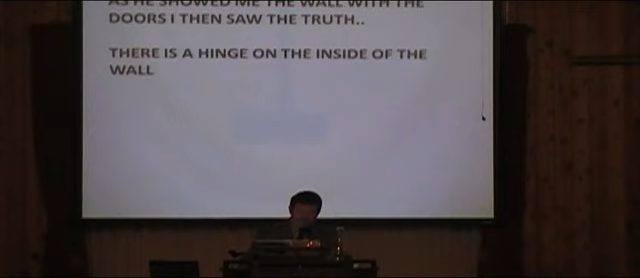 AS HE SHOWED ME THE WALL WITH THE
DOORS I THEN SAW THE TRUTH..
THERE IS A HINGE ON THE INSIDE OF THE
WALL